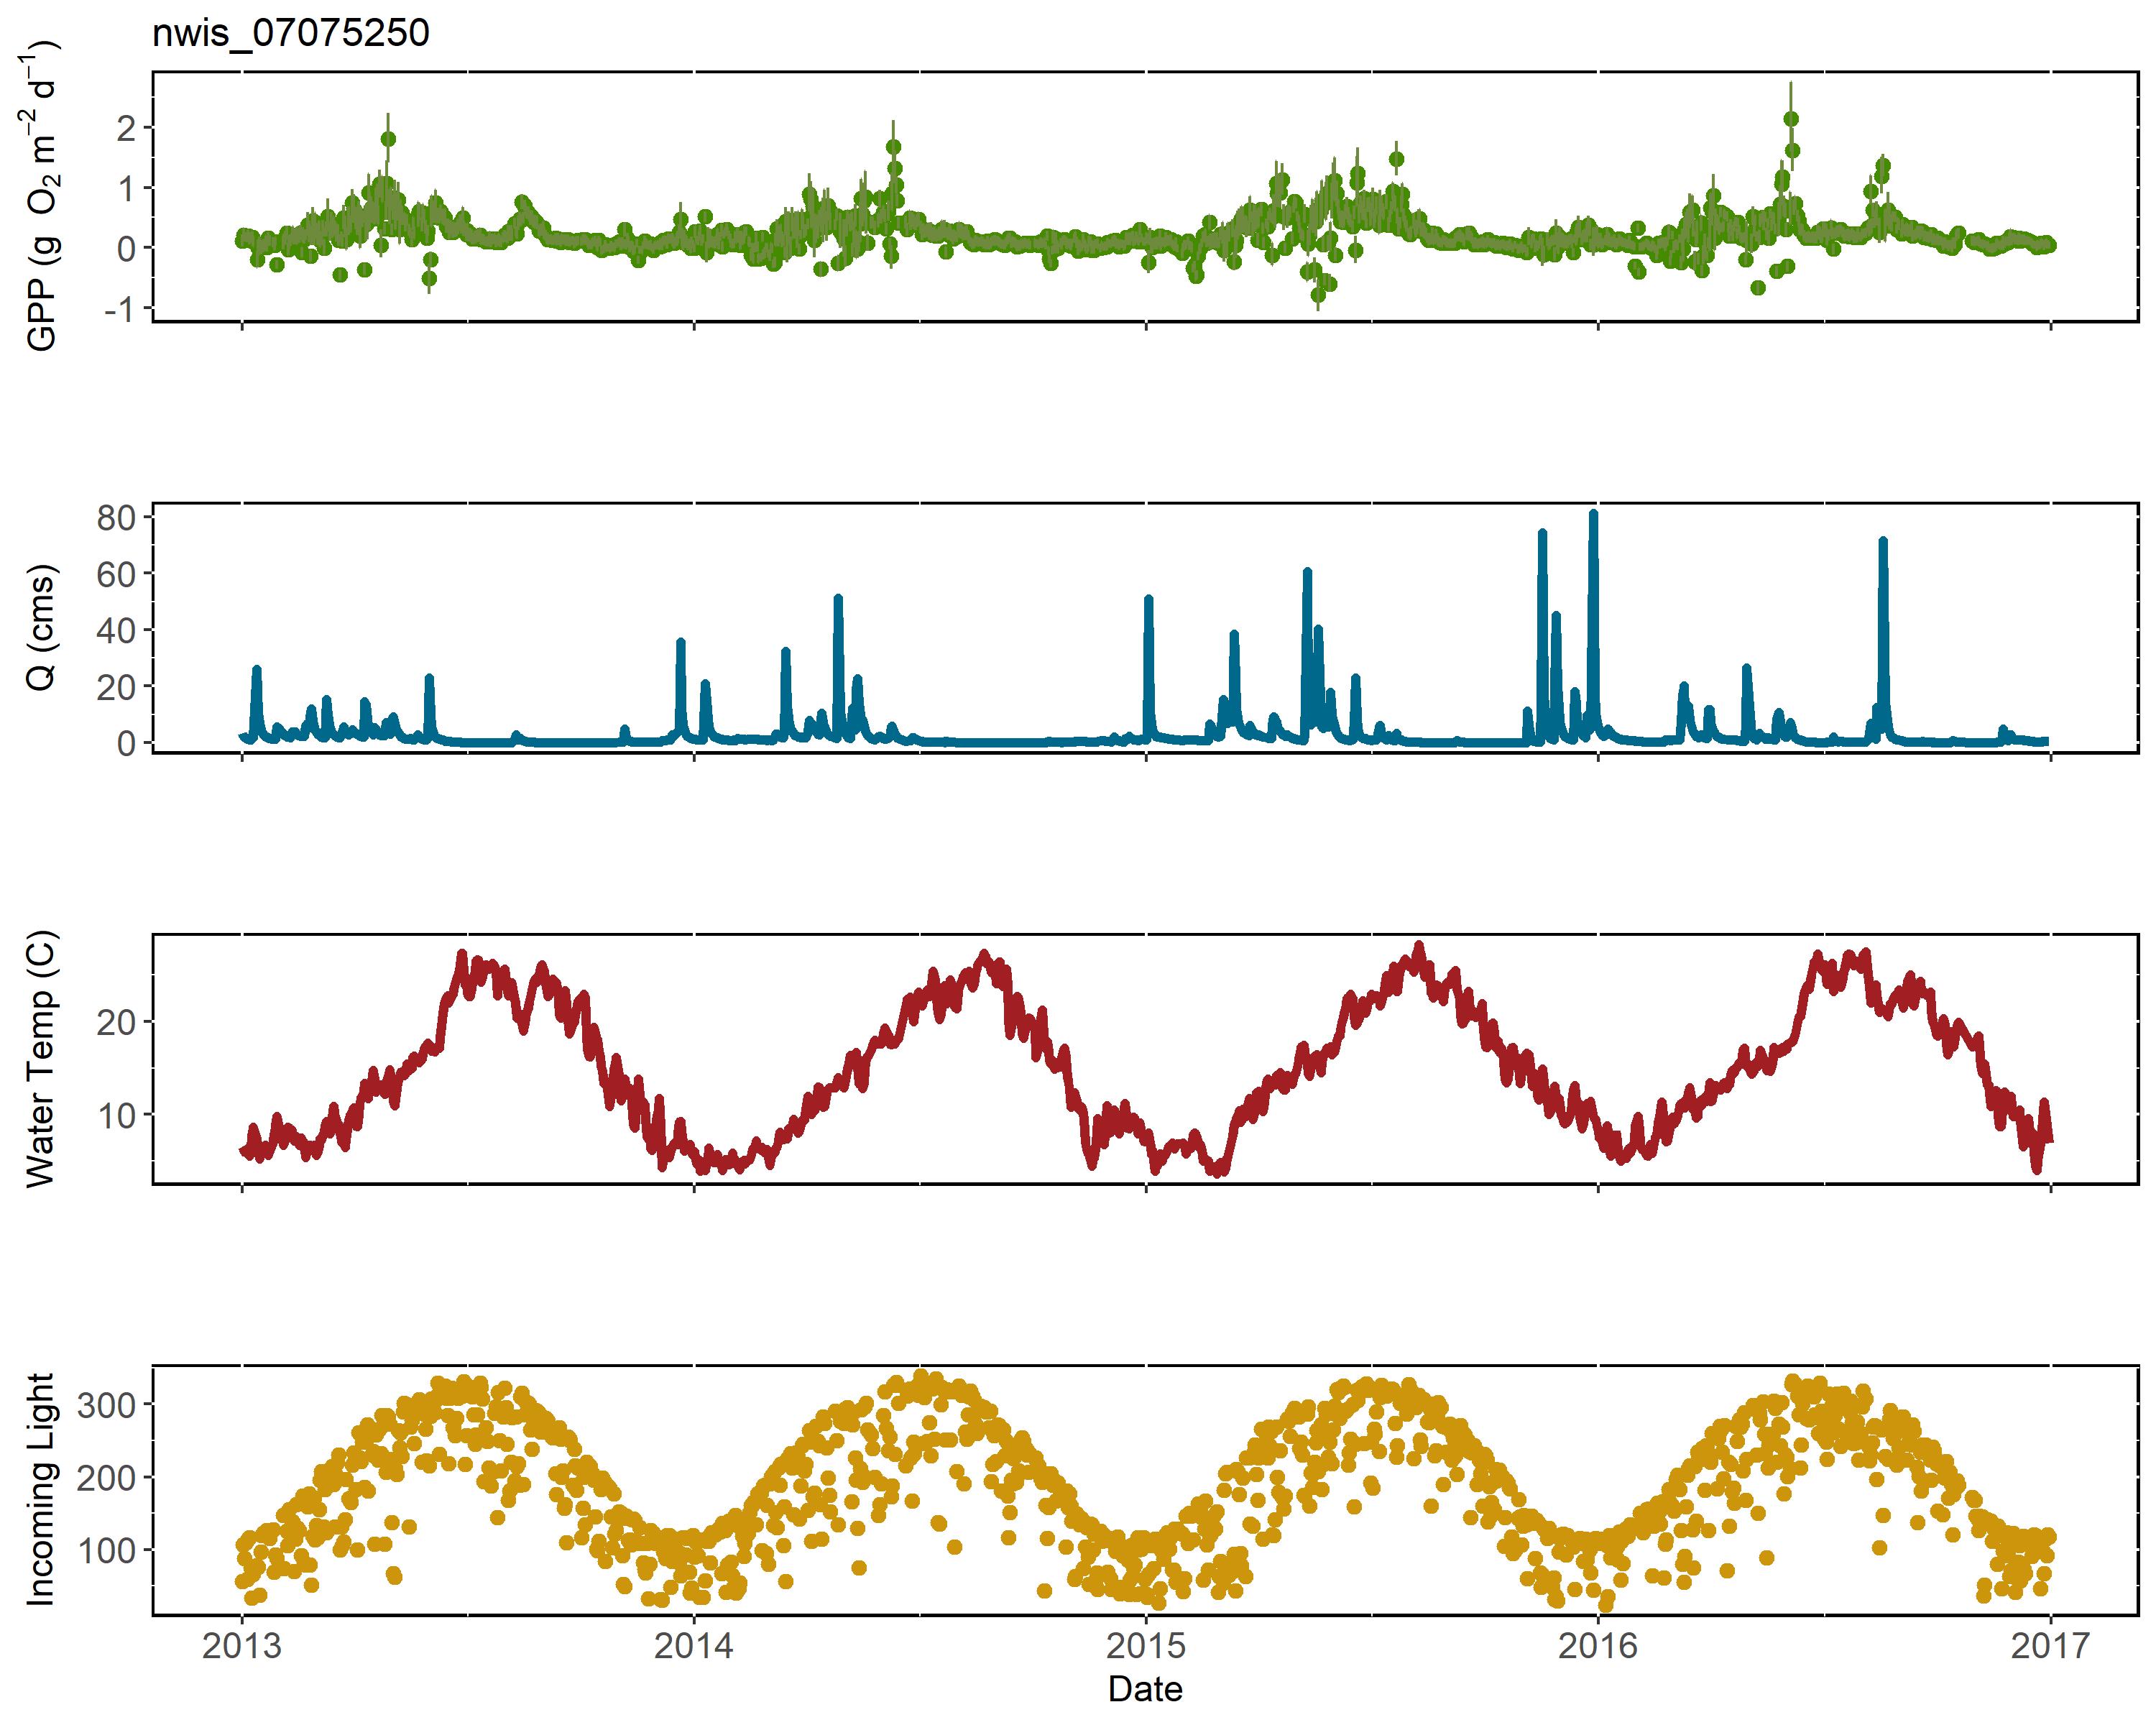 nwis_07075250
GPP (g O₂ m⁻² d⁻¹)
2
1
0
-1
Q (cms)
80
60
40
20
0
Water Temp (C)
20
10
Incoming Light
300
200
100
2013 2014 2015 2016 2017
Date